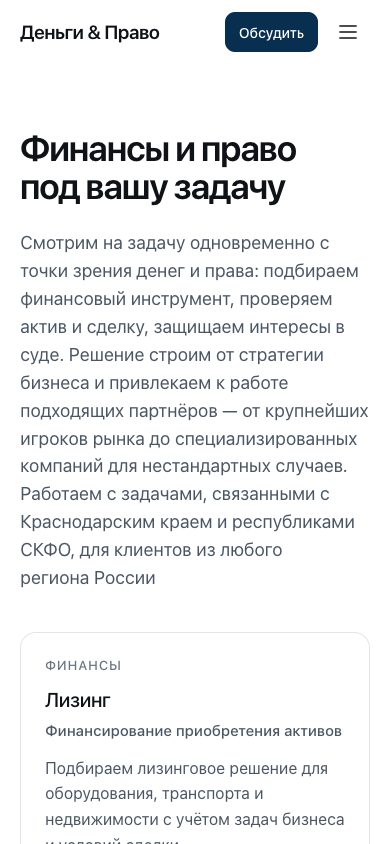 Деньги & Право
Обсудить
Финансы и право
под вашу задачу
Смотрим на задачу одновременно с
точки зрения денег и права: подбираем
финансовый инструмент, проверяем
актив и сделку, защищаем интересы в
суде. Решение строим от стратегии
бизнеса и привлекаем к работе
подходящих партнёров — от крупнейших
игроков рынка до специализированных
компаний для нестандартных случаев.
Работаем с задачами, связанными с
Краснодарским краем и республиками
СКФО, для клиентов из любого
региона России
ФИНАНСЫ
Лизинг
Финансирование приобретения активов
Подбираем лизинговое решение для
оборудования, транспорта и
недвижимости с учётом задач бизнеса